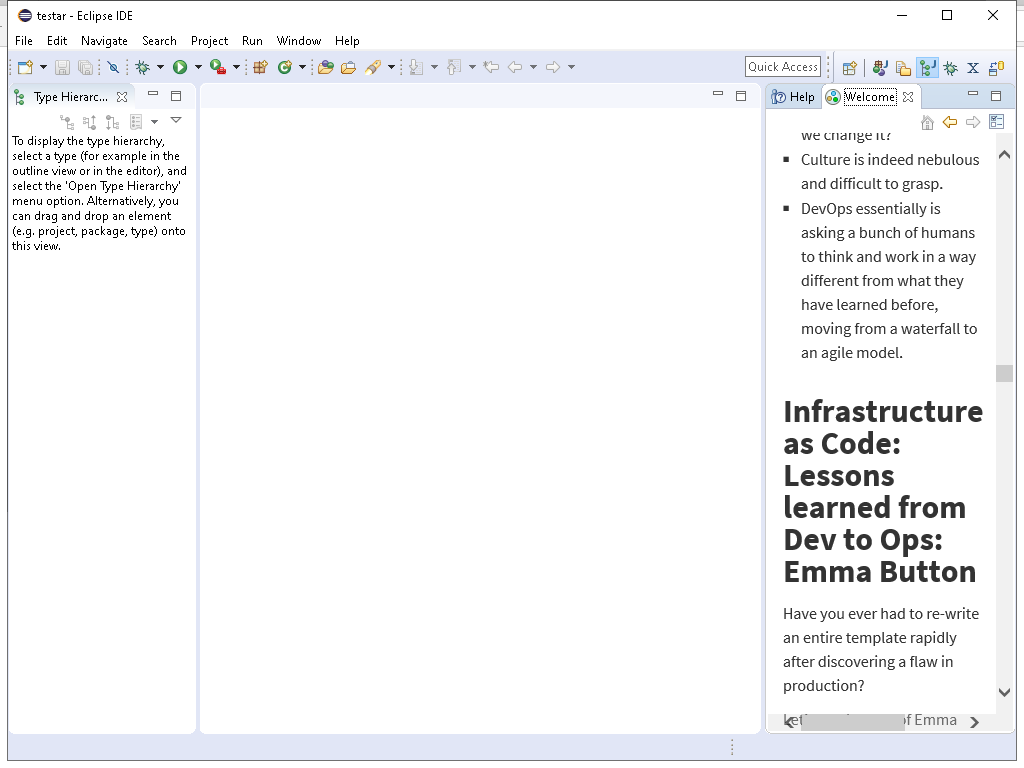 testar - Eclipse IDE
File Edit Navigate Search Project Run Window Help
Quick Access
Type Hierarc...
To display the type hierarchy,
select a type (for example in the
outline view or in the editor), and
select the 'Open Type Hierarchy'
menu option. Alternatively, you
can drag and drop an element
(e.g. project, package, type) onto
this view.
Help Welcome
we change it?
▪ Culture is indeed nebulous
and difficult to grasp.
▪ DevOps essentially is
asking a bunch of humans
to think and work in a way
different from what they
have learned before,
moving from a waterfall to
an agile model.
Infrastructure
as Code:
Lessons
learned from
Dev to Ops:
Emma Button
Have you ever had to re-write
an entire template rapidly
after discovering a flaw in
production?
of Emma